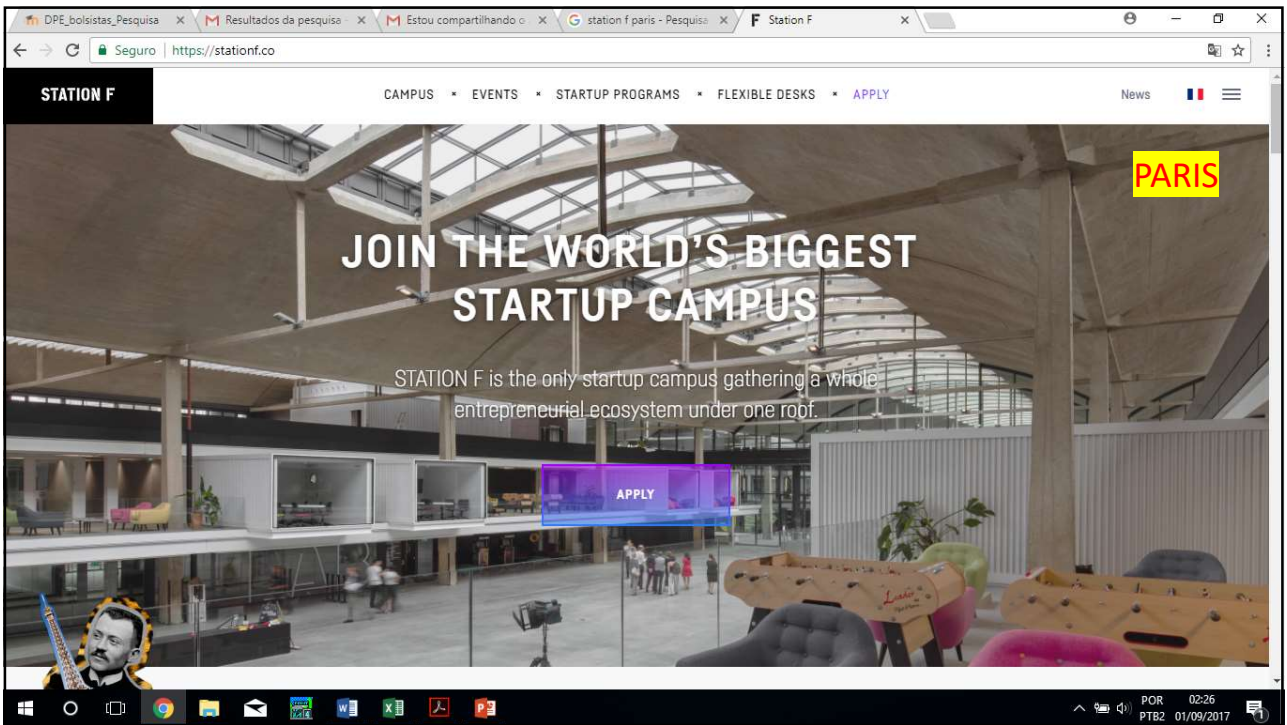 DPE_bolsistas_Pesquisa
Resultados da pesquisa -
Estou compartilhando o
station f paris - Pesquisa
Station F
Seguro | https://stationf.co
STATION F
CAMPUS × EVENTS × STARTUP PROGRAMS × FLEXIBLE DESKS × APPLY
News
PARIS
JOIN THE WORLD'S BIGGEST
STARTUP CAMPUS
STATION F is the only startup campus gathering a whole
entrepreneurial ecosystem under one roof.
APPLY
Leader
POR
PTB2
02:26
01/09/2017